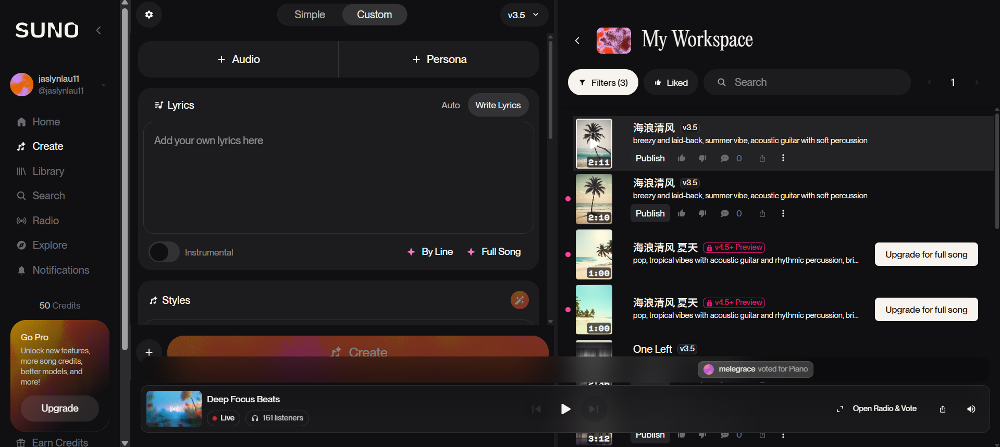 SUNO
jaslynlau11
@jaslynlau11
Home
Create
Library
Search
Radio
Explore
Notifications
50 Credits
Go Pro
Unlock new features,
more song credits,
better models, and
more!
Upgrade
Earn Credits
Simple
Custom
v3.5
+ Audio
+ Persona
Lyrics
Auto
Write Lyrics
Add your own lyrics here
Instrumental
By Line
Full Song
Styles
+
Create
My Workspace
Filters (3)
Liked
Search
1
海浪清风 v3.5
breezy and laid-back, summer vibe, acoustic guitar with soft percussion
2:11
Publish
0
海浪清风 v3.5
breezy and laid-back, summer vibe, acoustic guitar with soft percussion
2:10
Publish
0
海浪清风 夏天 v4.5+ Preview
pop, tropical vibes with acoustic guitar and rhythmic percussion, bri...
1:00
Upgrade for full song
海浪清风 夏天 v4.5+ Preview
pop, tropical vibes with acoustic guitar and rhythmic percussion, bri...
1:00
Upgrade for full song
One Left v3.5
melegrace voted for Piano
Deep Focus Beats
Live
161 listeners
Open Radio & Vote
3:12
Publish
0